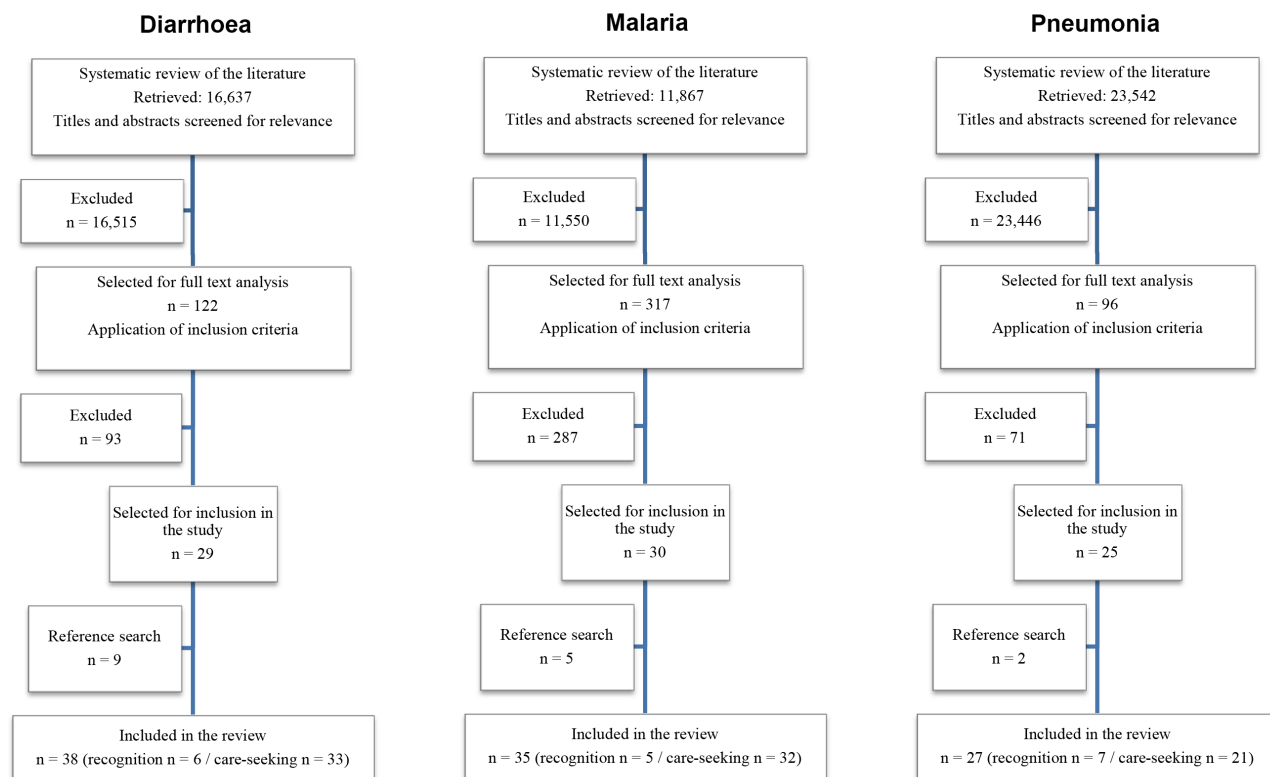 Diarrhoea
Systematic review of the literature
Retrieved: 16,637
Titles and abstracts screened for relevance
Excluded
n = 16,515
Selected for full text analysis
n = 122
Application of inclusion criteria
Excluded
n = 93
Selected for inclusion in
the study
n = 29
Reference search
n = 9
Included in the review
n = 38 (recognition n = 6 / care-seeking n = 33)
Malaria
Systematic review of the literature
Retrieved: 11,867
Titles and abstracts screened for relevance
Excluded
n = 11,550
Selected for full text analysis
n = 317
Application of inclusion criteria
Excluded
n = 287
Selected for inclusion in
the study
n = 30
Reference search
n = 5
Included in the review
n = 35 (recognition n = 5 / care-seeking n = 32)
Pneumonia
Systematic review of the literature
Retrieved: 23,542
Titles and abstracts screened for relevance
Excluded
n = 23,446
Selected for full text analysis
n = 96
Application of inclusion criteria
Excluded
n = 71
Selected for inclusion in
the study
n = 25
Reference search
n = 2
Included in the review
n = 27 (recognition n = 7 / care-seeking n = 21)